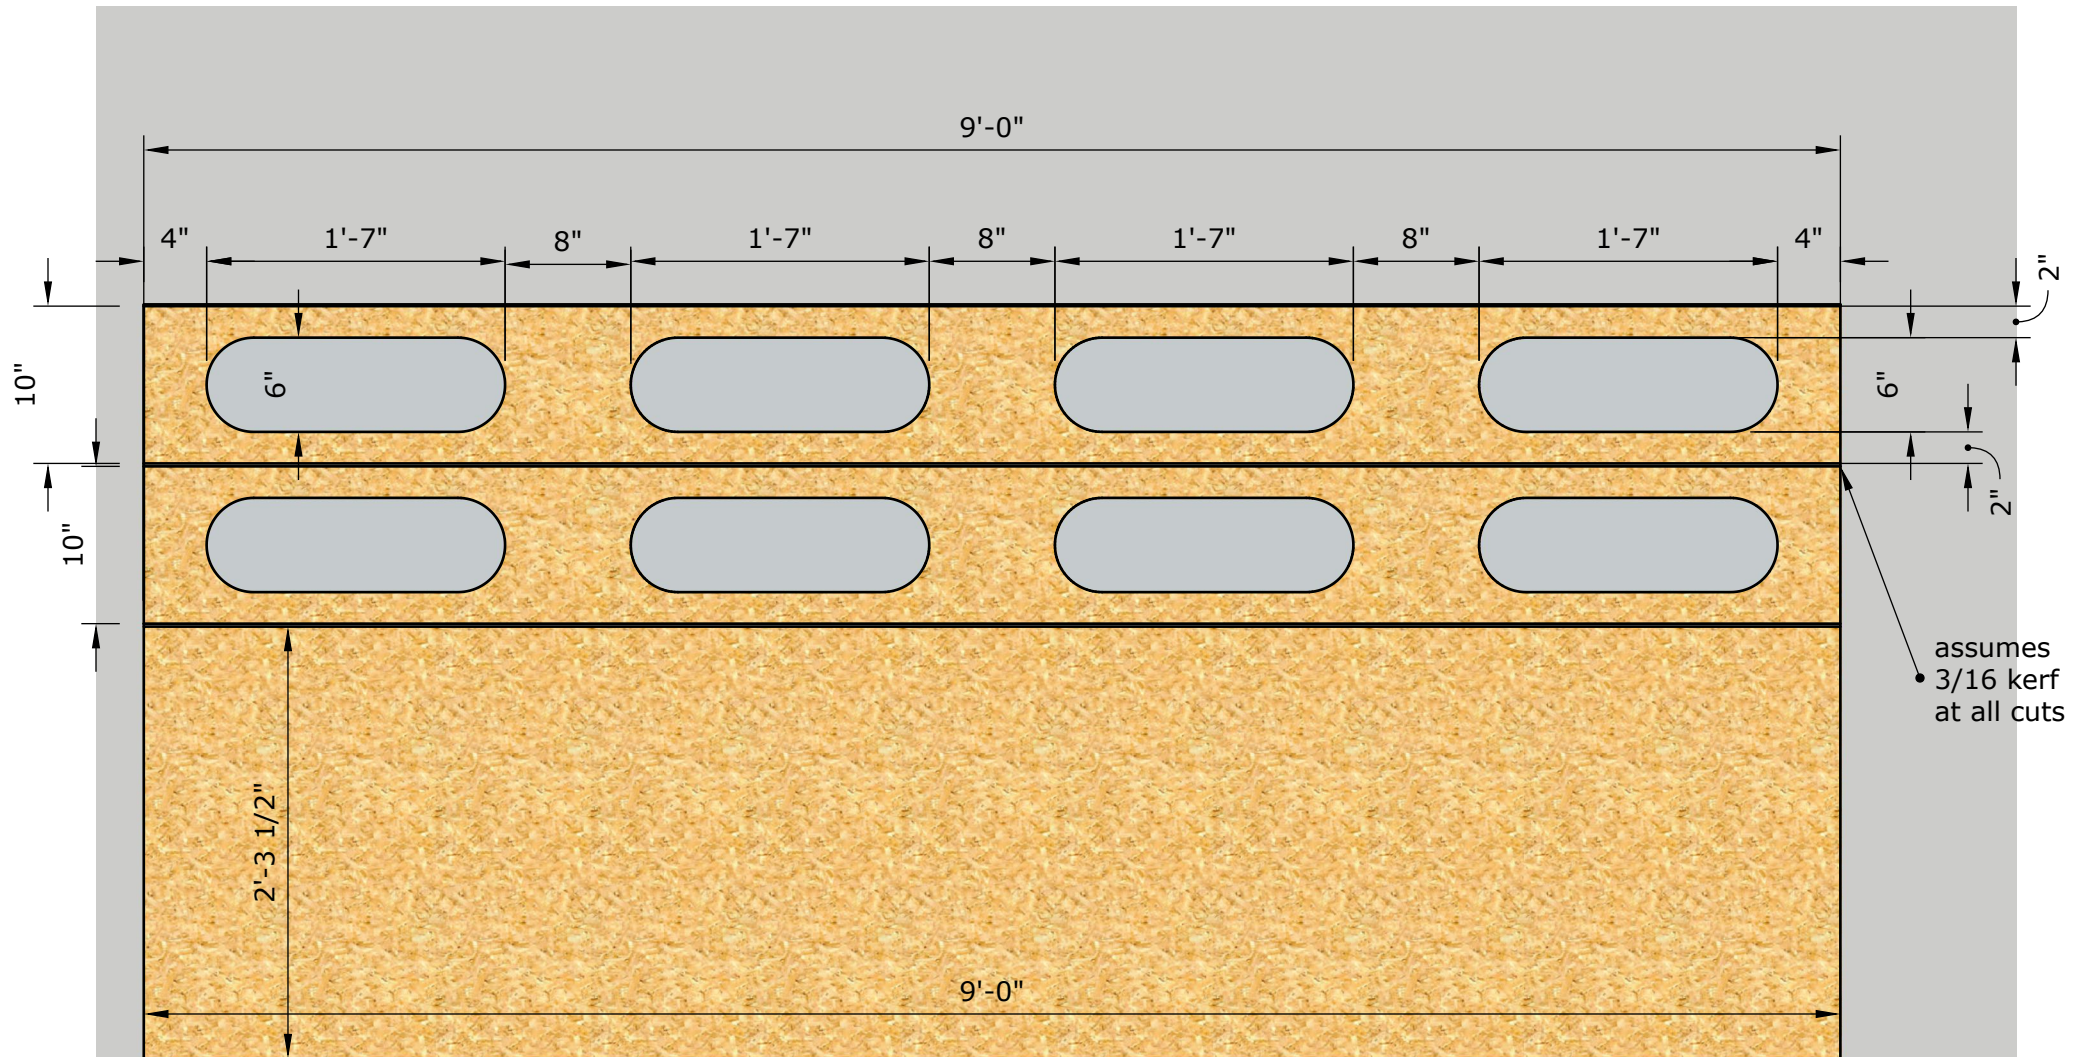 9'-0"
4" 1'-7" 8" 1'-7" 8" 1'-7" 8" 1'-7" 4"
2"
10"
6"
6"
2"
10"
assumes
3/16 kerf
at all cuts
2'-3 1/2"
9'-0"